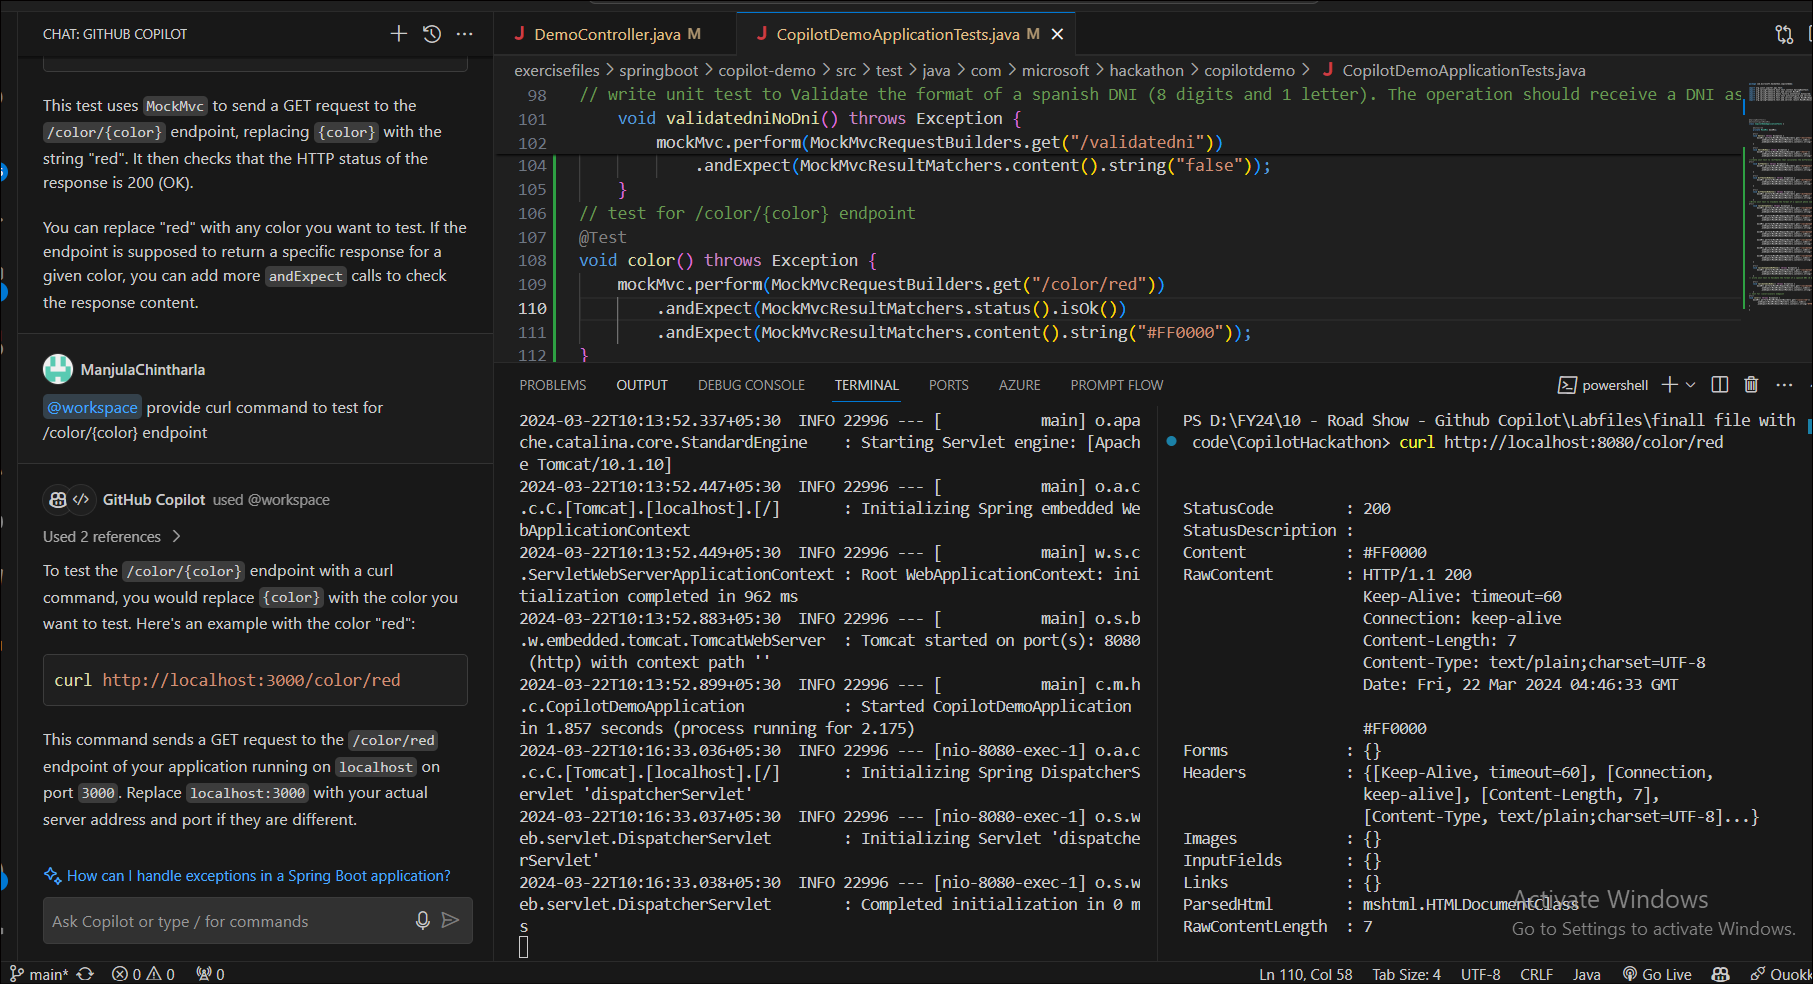 CHAT: GITHUB COPILOT
This test uses MockMvc to send a GET request to the
/color/{color} endpoint, replacing {color} with the
string "red". It then checks that the HTTP status of the
response is 200 (OK).
You can replace "red" with any color you want to test. If the
endpoint is supposed to return a specific response for a
given color, you can add more andExpect calls to check
the response content.
ManjulaChintharla
@workspace provide curl command to test for
/color/{color} endpoint
GitHub Copilot used @workspace
Used 2 references
To test the /color/{color} endpoint with a curl
command, you would replace {color} with the color you
want to test. Here's an example with the color "red":
curl http://localhost:3000/color/red
This command sends a GET request to the /color/red
endpoint of your application running on localhost on
port 3000. Replace localhost:3000 with your actual
server address and port if they are different.
How can I handle exceptions in a Spring Boot application?
Ask Copilot or type / for commands
DemoController.java M
CopilotDemoApplicationTests.java M
exercisefiles > springboot > copilot-demo > src > test > java > com > microsoft > hackathon > copilotdemo > CopilotDemoApplicationTests.java
98 // write unit test to Validate the format of a spanish DNI (8 digits and 1 letter). The operation should receive a DNI as
101 void validatedniNoDni() throws Exception {
102 mockMvc.perform(MockMvcRequestBuilders.get("/validatedni"))
104 .andExpect(MockMvcResultMatchers.content().string("false"));
105 }
106 // test for /color/{color} endpoint
107 @Test
108 void color() throws Exception {
109 mockMvc.perform(MockMvcRequestBuilders.get("/color/red"))
110 .andExpect(MockMvcResultMatchers.status().isOk())
111 .andExpect(MockMvcResultMatchers.content().string("#FF0000"));
112 }
PROBLEMS OUTPUT DEBUG CONSOLE TERMINAL PORTS AZURE PROMPT FLOW
powershell
2024-03-22T10:13:52.337+05:30 INFO 22996 --- [ main] o.apa
che.catalina.core.StandardEngine : Starting Servlet engine: [Apach
e Tomcat/10.1.10]
2024-03-22T10:13:52.447+05:30 INFO 22996 --- [ main] o.a.c
.c.C.[Tomcat].[localhost].[/] : Initializing Spring embedded We
bApplicationContext
2024-03-22T10:13:52.449+05:30 INFO 22996 --- [ main] w.s.c
.ServletWebServerApplicationContext : Root WebApplicationContext: ini
tialization completed in 962 ms
2024-03-22T10:13:52.883+05:30 INFO 22996 --- [ main] o.s.b
.w.embedded.tomcat.TomcatWebServer : Tomcat started on port(s): 8080
(http) with context path ''
2024-03-22T10:13:52.899+05:30 INFO 22996 --- [ main] c.m.h
.c.CopilotDemoApplication : Started CopilotDemoApplication
in 1.857 seconds (process running for 2.175)
2024-03-22T10:16:33.036+05:30 INFO 22996 --- [nio-8080-exec-1] o.a.c
.c.C.[Tomcat].[localhost].[/] : Initializing Spring DispatcherS
ervlet 'dispatcherServlet'
2024-03-22T10:16:33.037+05:30 INFO 22996 --- [nio-8080-exec-1] o.s.w
eb.servlet.DispatcherServlet : Initializing Servlet 'dispatche
rServlet'
2024-03-22T10:16:33.038+05:30 INFO 22996 --- [nio-8080-exec-1] o.s.w
eb.servlet.DispatcherServlet : Completed initialization in 0 m
s
PS D:\FY24\10 - Road Show - Github Copilot\Labfiles\finall file with
code\CopilotHackathon> curl http://localhost:8080/color/red
StatusCode : 200
StatusDescription :
Content : #FF0000
RawContent : HTTP/1.1 200
Keep-Alive: timeout=60
Connection: keep-alive
Content-Length: 7
Content-Type: text/plain;charset=UTF-8
Date: Fri, 22 Mar 2024 04:46:33 GMT
#FF0000
Forms : {}
Headers : {[Keep-Alive, timeout=60], [Connection,
keep-alive], [Content-Length, 7],
[Content-Type, text/plain;charset=UTF-8]...}
Images : {}
InputFields : {}
Links : {}
ParsedHtml : mshtml.HTMLDocumentClass
RawContentLength : 7
Activate Windows
Go to Settings to activate Windows.
main* 0 0 0 Ln 110, Col 58 Tab Size: 4 UTF-8 CRLF Java Go Live Quokk